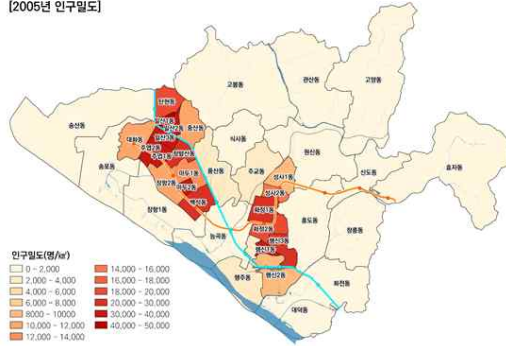 [2005년 인구밀도]
고봉동
관산동
고양동
탄현동
송산동
일산1동
일산2동
일산3동
중산동
대화동
주엽2동
주엽1동
정발산동
식사동
풍산동
원산동
신도동
효자동
송포동
장항2동
마두1동
마두2동
백석동
주교동
성사1동
성사2동
장항1동
화정1동
화정2동
흥도동
창릉동
능곡동
행신3동
행신1동
행신2동
행주동
화전동
대덕동
인구밀도(명/㎢)
0 - 2,000
2,000 - 4,000
4,000 - 6,000
6,000 - 8,000
8000 - 10000
10,000 - 12,000
12,000 - 14,000
14,000 - 16,000
16,000 - 18,000
18,000 - 20,000
20,000 - 30,000
30,000 - 40,000
40,000 - 50,000